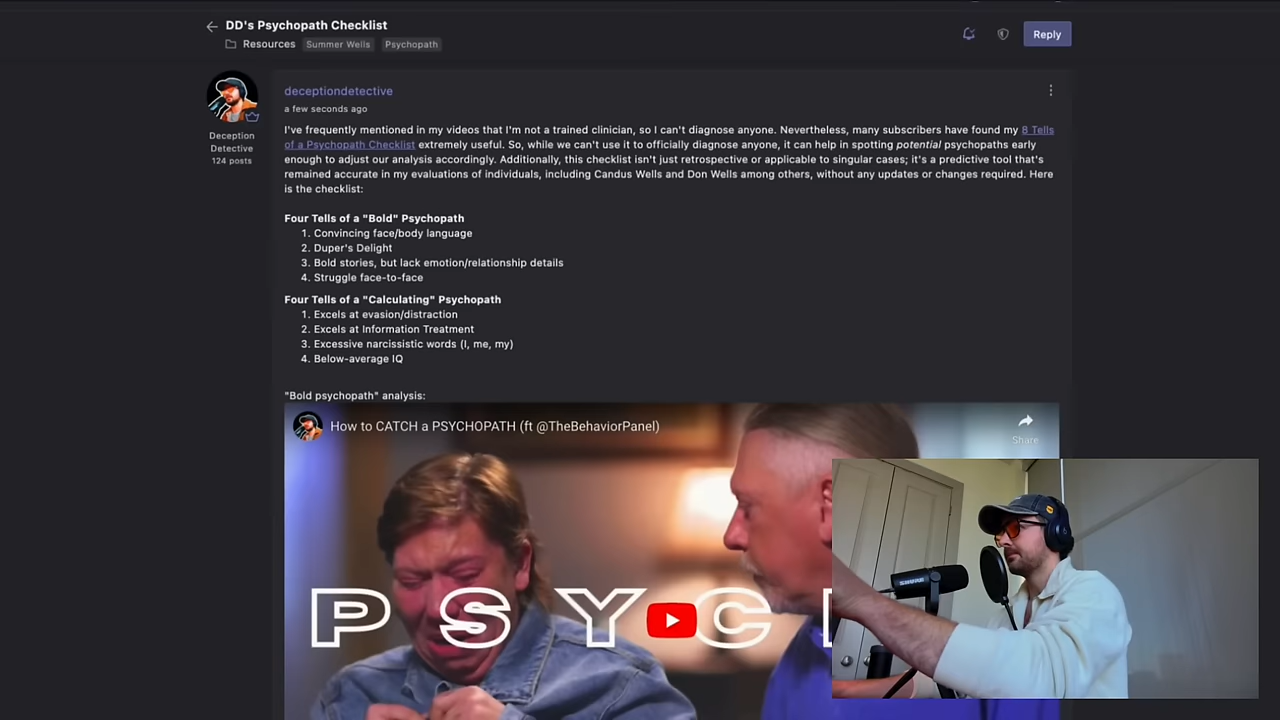 DD's Psychopath Checklist
Resources Summer Wells Psychopath
Reply
deceptiondetective
a few seconds ago
Deception
Detective
124 posts
I've frequently mentioned in my videos that I'm not a trained clinician, so I can't diagnose anyone. Nevertheless, many subscribers have found my 8 Tells
of a Psychopath Checklist extremely useful. So, while we can't use it to officially diagnose anyone, it can help in spotting potential psychopaths early
enough to adjust our analysis accordingly. Additionally, this checklist isn't just retrospective or applicable to singular cases; it's a predictive tool that's
remained accurate in my evaluations of individuals, including Candus Wells and Don Wells among others, without any updates or changes required. Here
is the checklist:
Four Tells of a "Bold" Psychopath
1. Convincing face/body language
2. Duper's Delight
3. Bold stories, but lack emotion/relationship details
4. Struggle face-to-face
Four Tells of a "Calculating" Psychopath
1. Excels at evasion/distraction
2. Excels at Information Treatment
3. Excessive narcissistic words (I, me, my)
4. Below-average IQ
"Bold psychopath" analysis:
How to CATCH a PSYCHOPATH (ft @TheBehaviorPanel)
Share
PSYC
SHURE